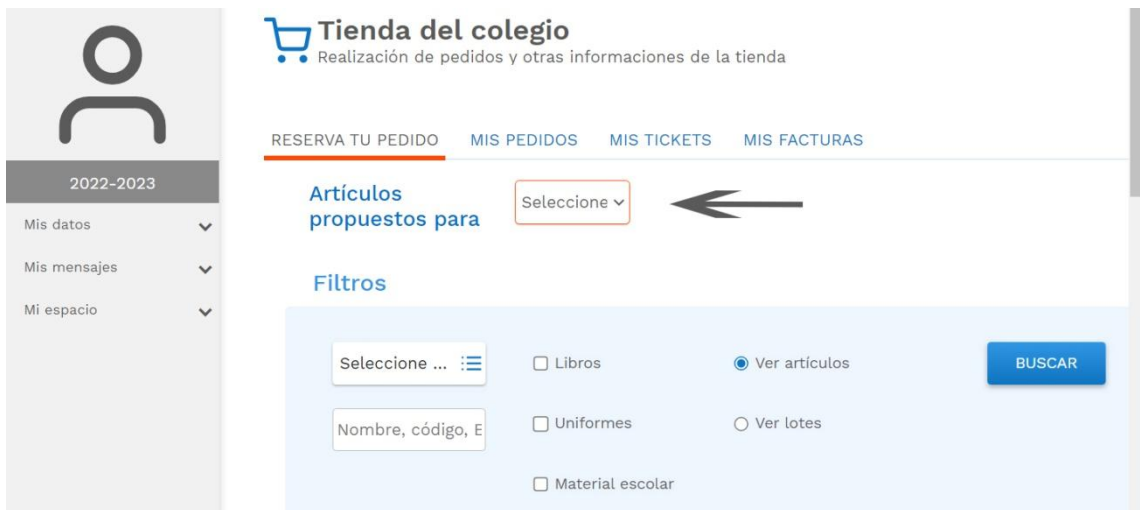 Tienda del colegio
Realización de pedidos y otras informaciones de la tienda
RESERVA TU PEDIDO MIS PEDIDOS MIS TICKETS MIS FACTURAS
2022-2023
Mis datos
Mis mensajes
Mi espacio
Artículos
propuestos para
Seleccione
Filtros
Seleccione ...
Libros
Ver artículos
BUSCAR
Nombre, código, E
Uniformes
Ver lotes
Material escolar